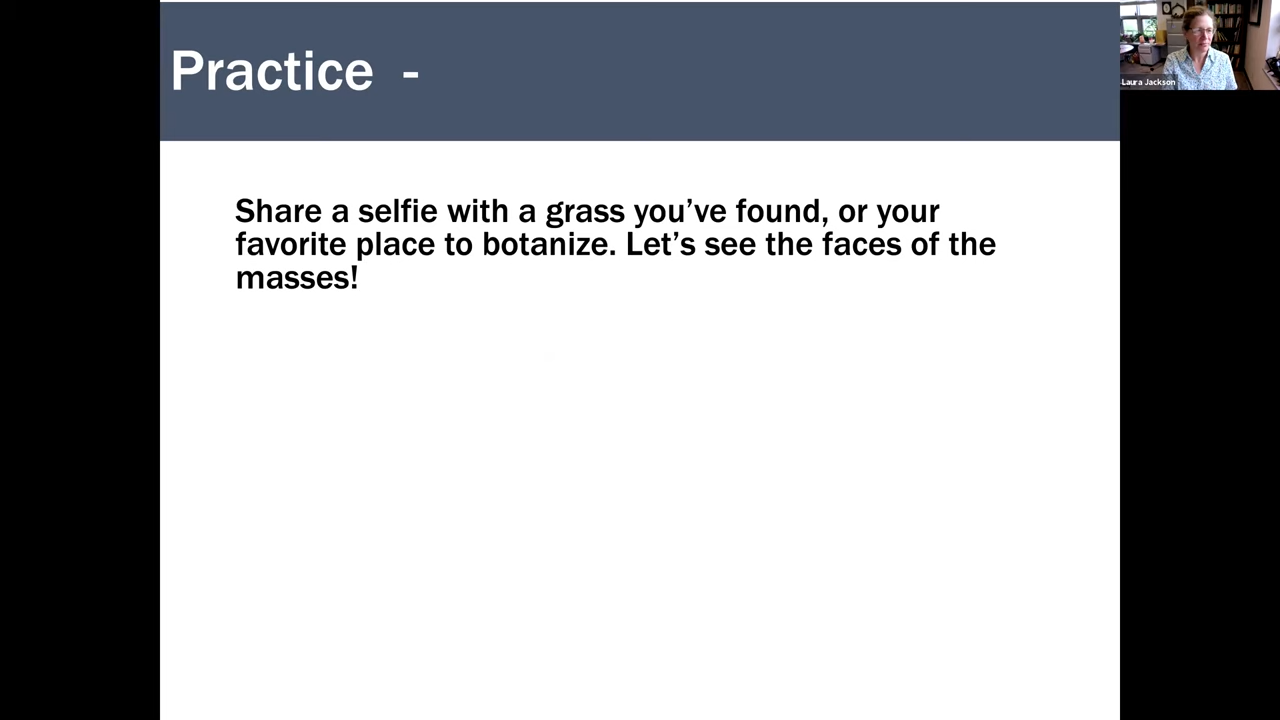 Practice -
Share a selfie with a grass you’ve found, or your
favorite place to botanize. Let’s see the faces of the
masses!
Laura Jackson